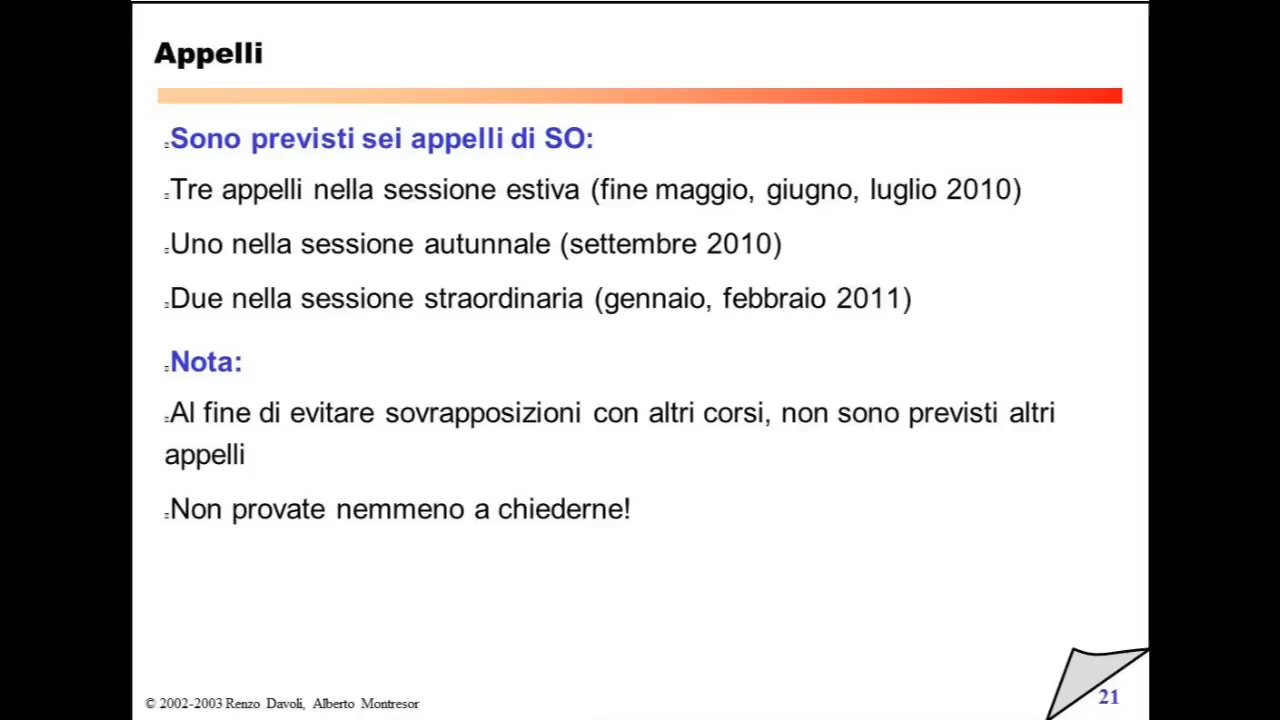 Appelli
Sono previsti sei appelli di SO:
Tre appelli nella sessione estiva (fine maggio, giugno, luglio 2010)
Uno nella sessione autunnale (settembre 2010)
Due nella sessione straordinaria (gennaio, febbraio 2011)
Nota:
Al fine di evitare sovrapposizioni con altri corsi, non sono previsti altri
appelli
Non provate nemmeno a chiederne!
© 2002-2003 Renzo Davoli, Alberto Montresor
21